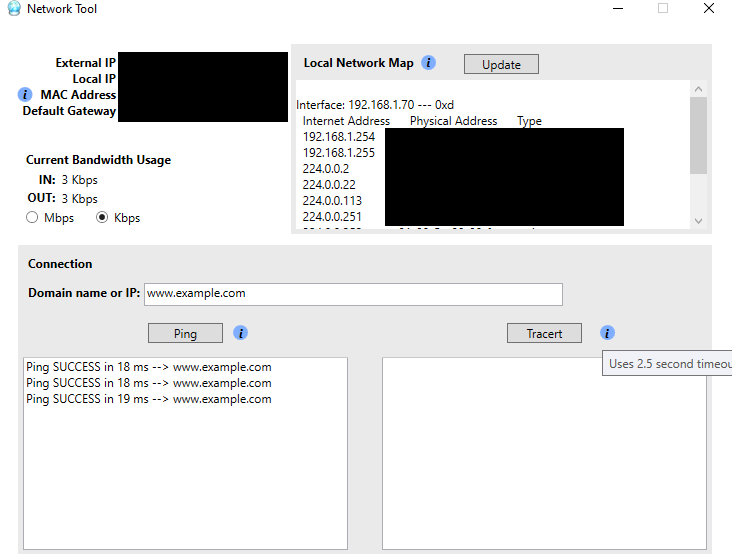 Network Tool
External IP
Local IP
MAC Address
Default Gateway
Current Bandwidth Usage
IN: 3 Kbps
OUT: 3 Kbps
Mbps Kbps
Local Network Map i Update
Interface: 192.168.1.70 --- 0xd
Internet Address Physical Address Type
192.168.1.254
192.168.1.255
224.0.0.2
224.0.0.22
224.0.0.113
224.0.0.251
Connection
Domain name or IP: www.example.com
Ping i
Ping SUCCESS in 18 ms --> www.example.com
Ping SUCCESS in 18 ms --> www.example.com
Ping SUCCESS in 19 ms --> www.example.com
Tracert i
Uses 2.5 second timeou